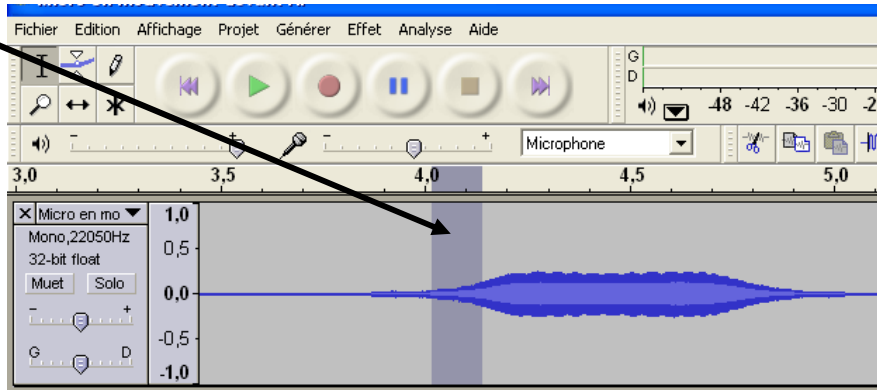 Fichier Edition Affichage Projet Générer Effet Analyse Aide
G
D
-48 -42 -36 -30
- +
- +
Microphone
3,0 3,5 4,0 4,5 5,0
Micro en mo
Mono,22050Hz
32-bit float
Muet Solo
- +
G D
1,0
0,5
0,0
-0,5
-1,0